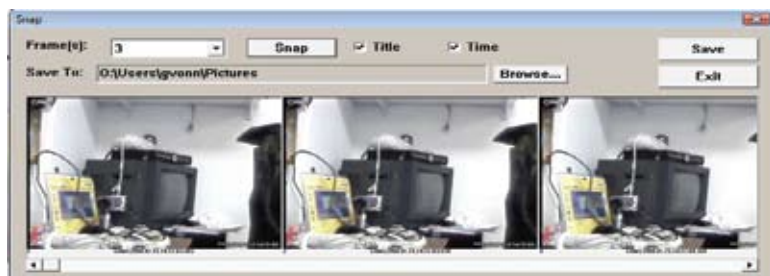 Snap
Frame(s): 3 Snap Title Time Save
Save To: O:\Users\gvonn\Pictures Browse... Exit